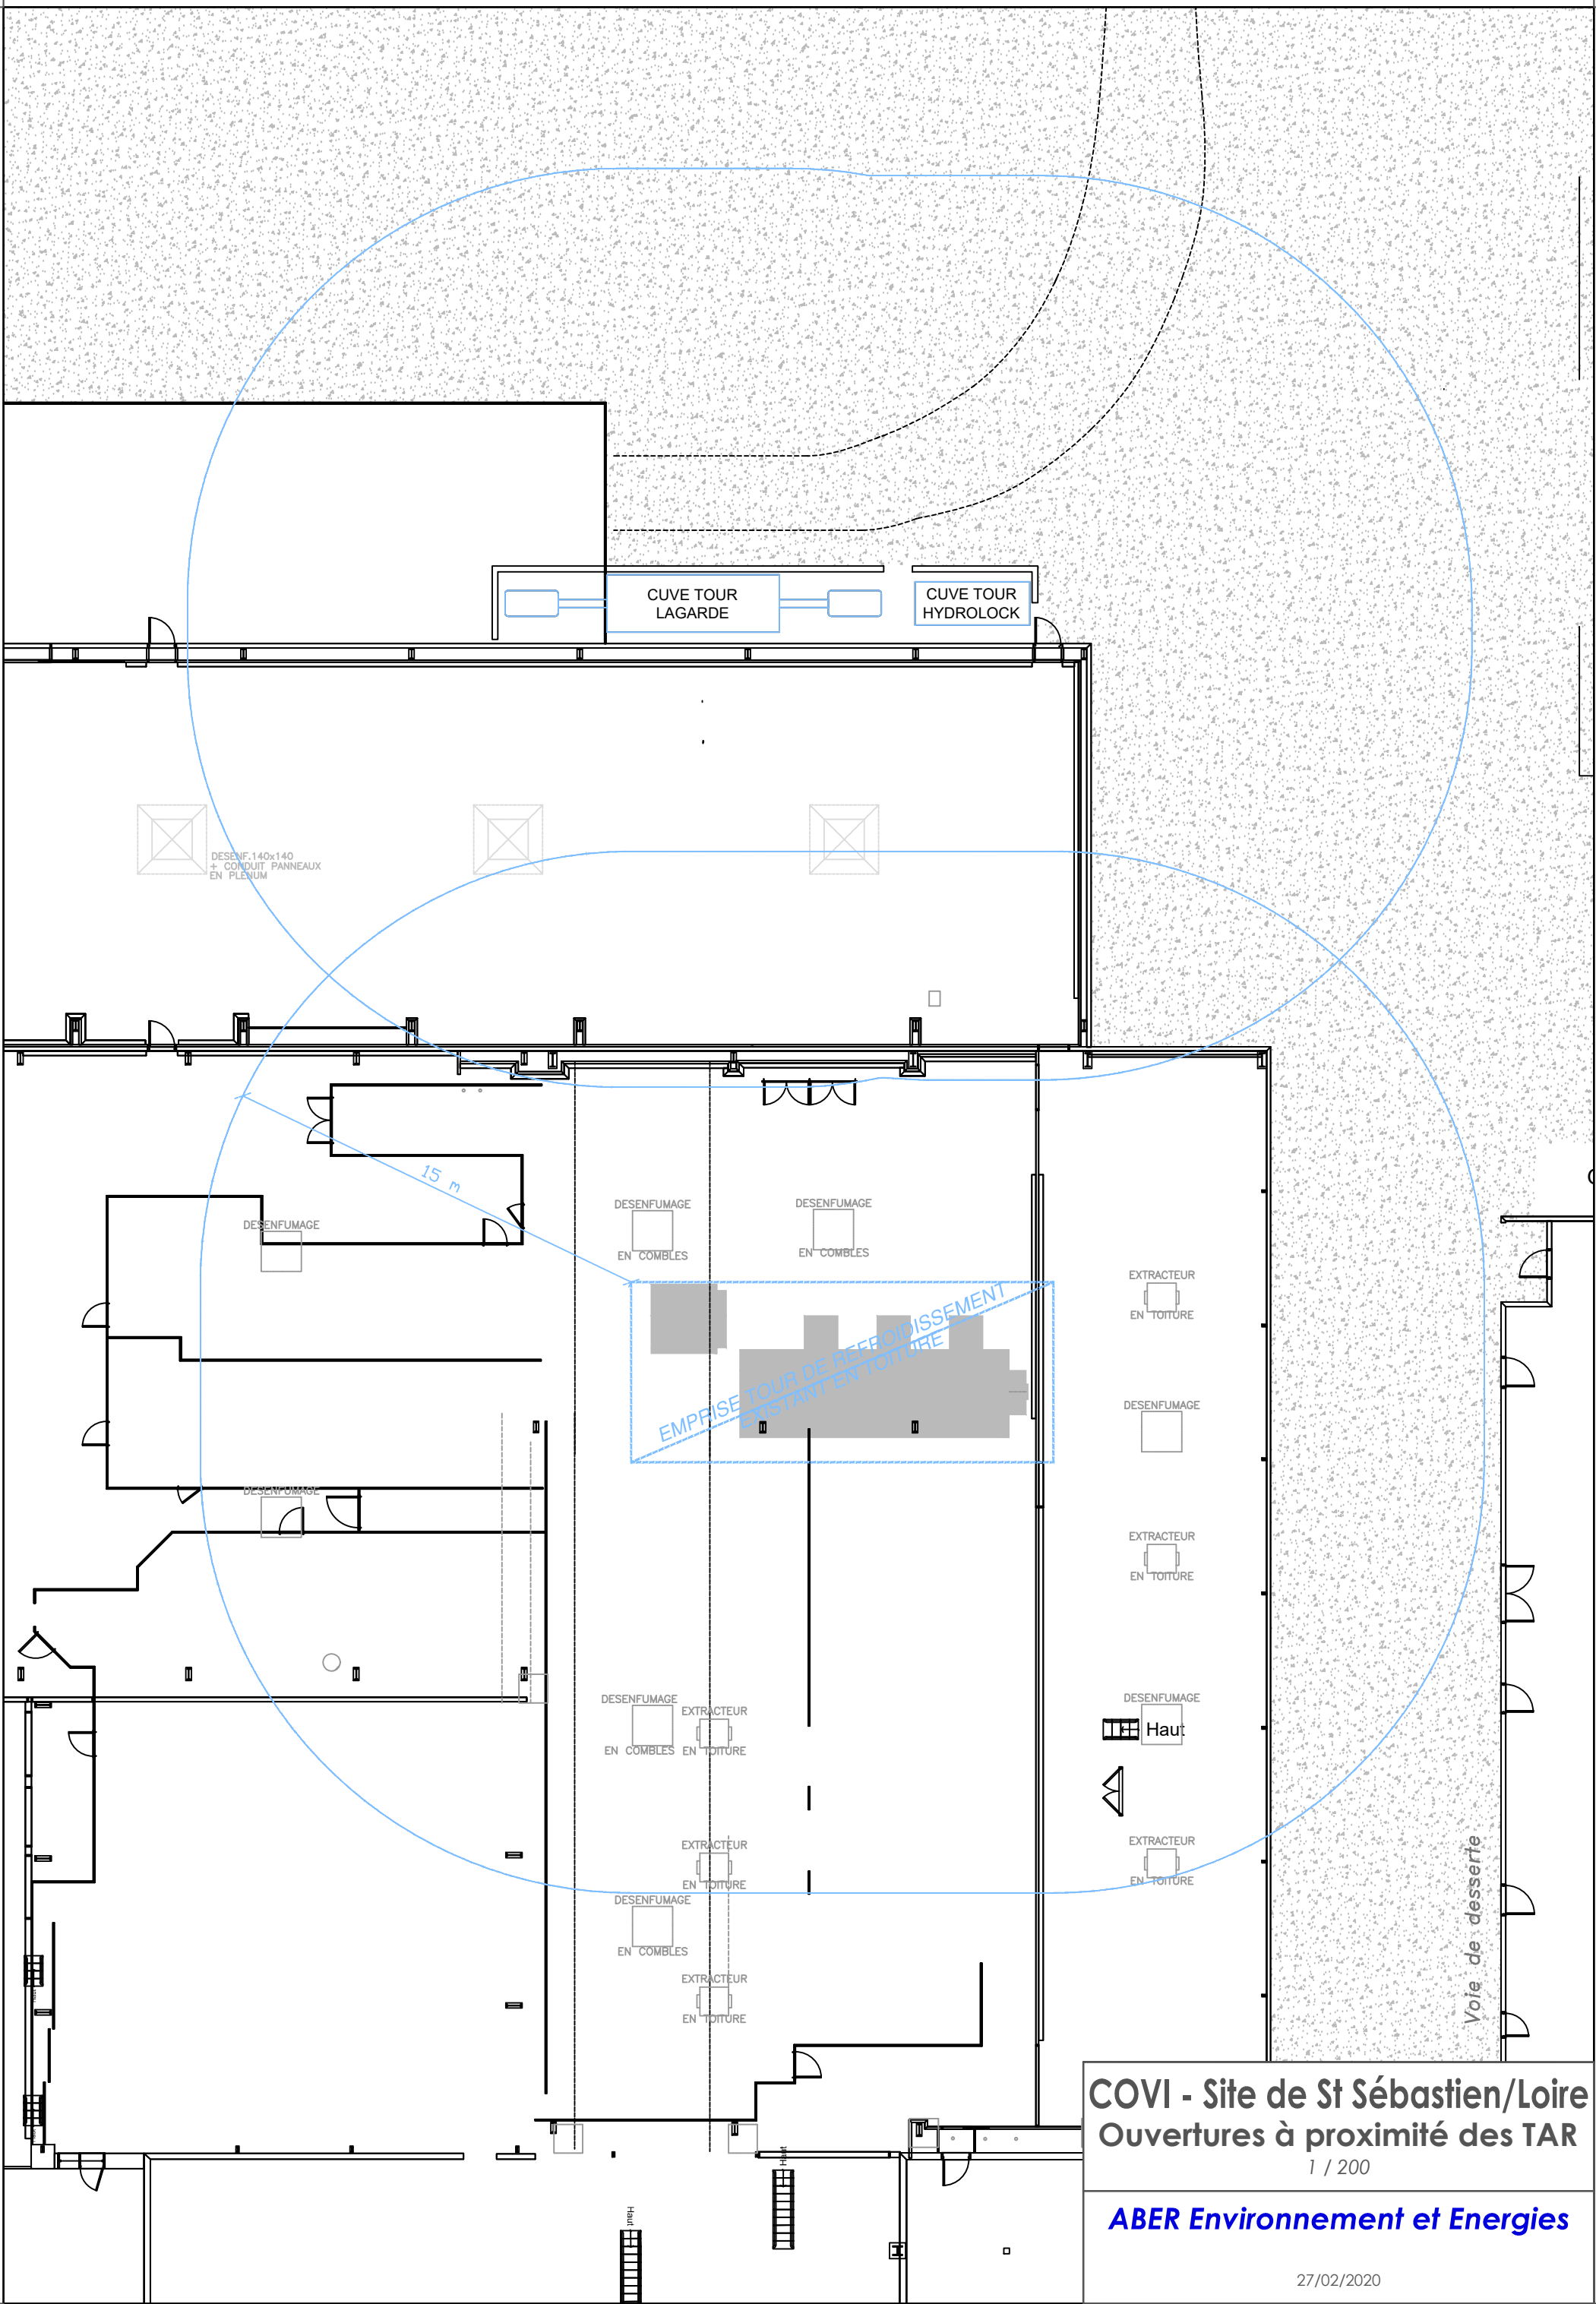 CUVE TOUR
LAGARDE
CUVE TOUR
HYDROLOCK
DESENF.140x140
+ CONDUIT PANNEAUX
EN PLENUM
15 m
DESENFUMAGE
DESENFUMAGE
EN COMBLES
DESENFUMAGE
EN COMBLES
EXTRACTEUR
EN TOITURE
EMPRISE TOUR DE REFROIDISSEMENT
EXISTANT EN TOITURE
DESENFUMAGE
DESENFUMAGE
EXTRACTEUR
EN TOITURE
DESENFUMAGE
EN COMBLES
EXTRACTEUR
EN TOITURE
DESENFUMAGE
Haut
EXTRACTEUR
EN TOITURE
EXTRACTEUR
EN TOITURE
DESENFUMAGE
EN COMBLES
EXTRACTEUR
EN TOITURE
Voie de desserte
Haut
Haut
COVI - Site de St Sébastien/Loire
Ouvertures à proximité des TAR
1 / 200
ABER Environnement et Energies
27/02/2020